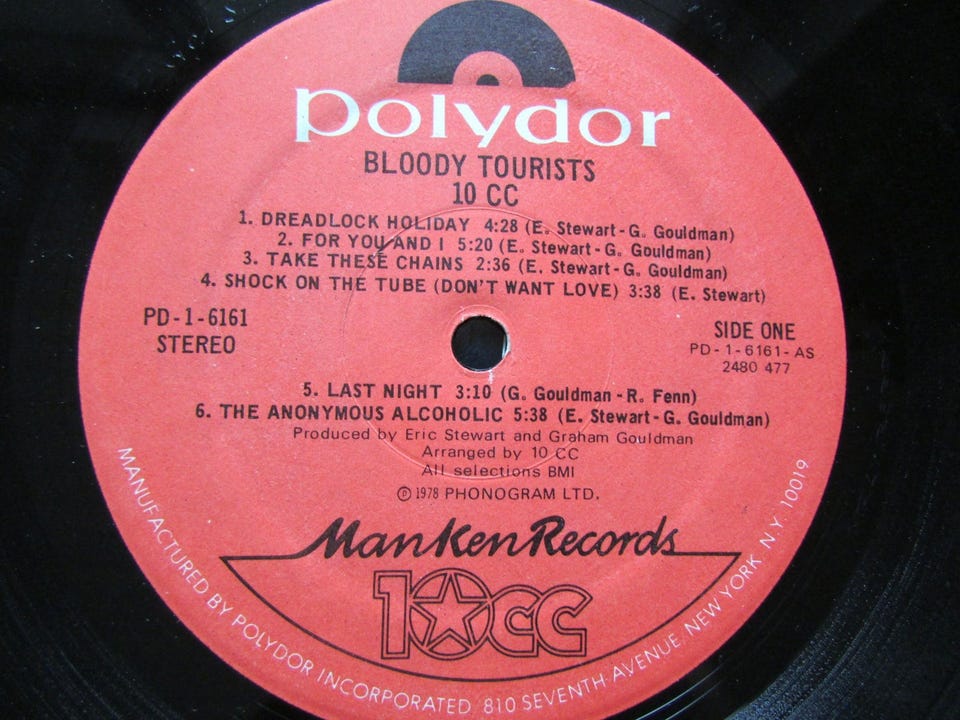 polydor
BLOODY TOURISTS
10 CC
1. DREADLOCK HOLIDAY 4:28 (E. Stewart - G. Gouldman)
2. FOR YOU AND I 5:20 (E. Stewart - G. Gouldman)
3. TAKE THESE CHAINS 2:36 (E. Stewart - G. Gouldman)
4. SHOCK ON THE TUBE (DON'T WANT LOVE) 3:38 (E. Stewart)
PD-1-6161
STEREO
SIDE ONE
PD-1-6161-AS
2480 477
5. LAST NIGHT 3:10 (G. Gouldman - R. Fenn)
6. THE ANONYMOUS ALCOHOLIC 5:38 (E. Stewart - G. Gouldman)
Produced by Eric Stewart and Graham Gouldman
Arranged by 10 CC
All selections BMI
℗ 1978 PHONOGRAM LTD.
ManKen Records
10CC
MANUFACTURED BY POLYDOR INCORPORATED. 810 SEVENTH AVENUE NEW YORK, N.Y. 10019